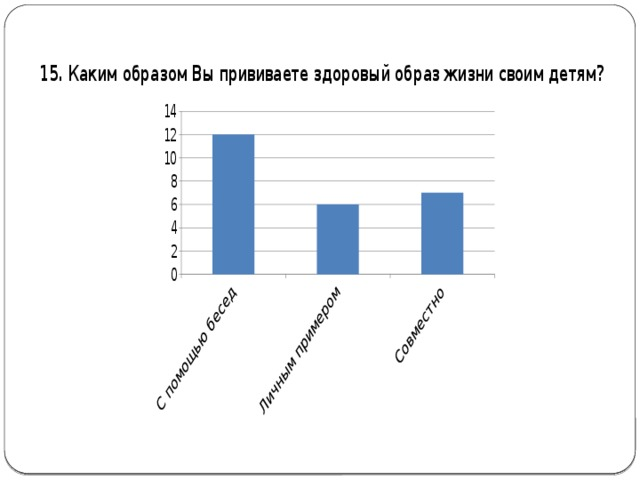 15. Каким образом Вы прививаете здоровый образ жизни своим детям?
14
12
10
8
6
4
2
0
С помощью бесед
Личным примером
Совместно